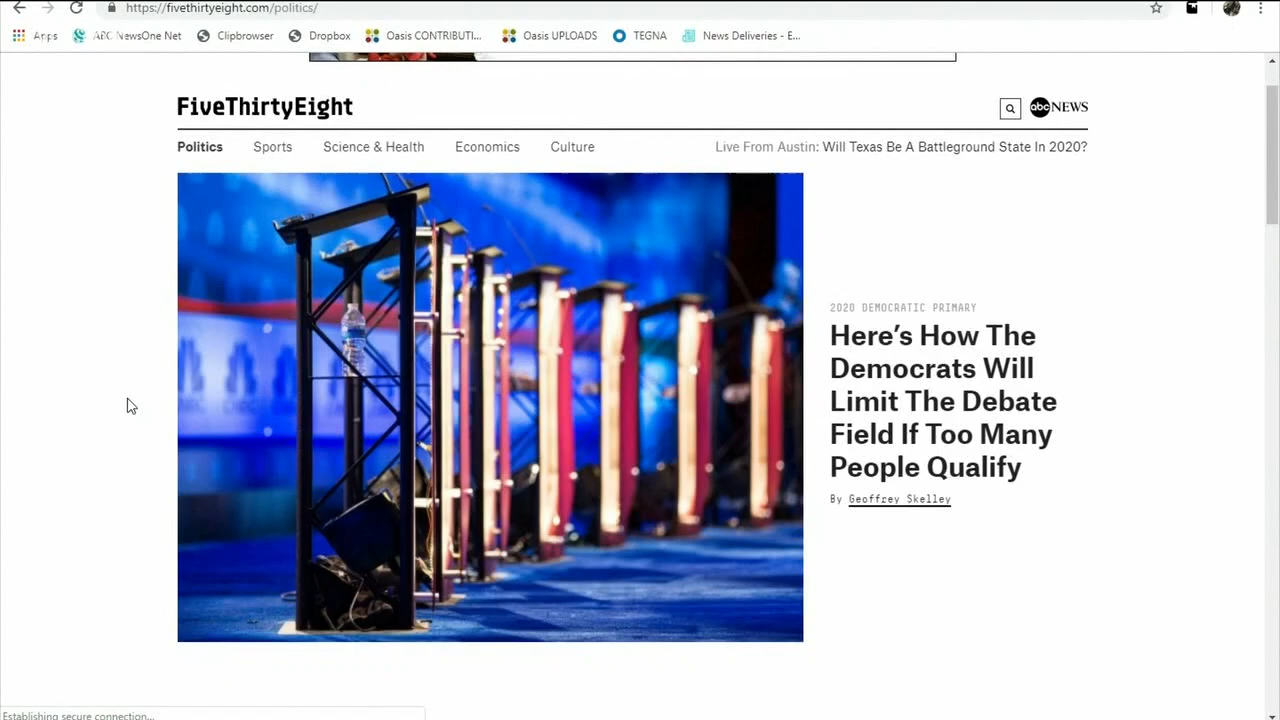 https://fivethirtyeight.com/politics/
Apps ABC NewsOne Net Clipbrowser Dropbox Oasis CONTRIBUTI... Oasis UPLOADS TEGNA News Deliveries - E...
FiveThirtyEight
abc NEWS
Politics Sports Science & Health Economics Culture Live From Austin: Will Texas Be A Battleground State In 2020?
2020 DEMOCRATIC PRIMARY
Here's How The
Democrats Will
Limit The Debate
Field If Too Many
People Qualify
By Geoffrey Skelley
Establishing secure connection...